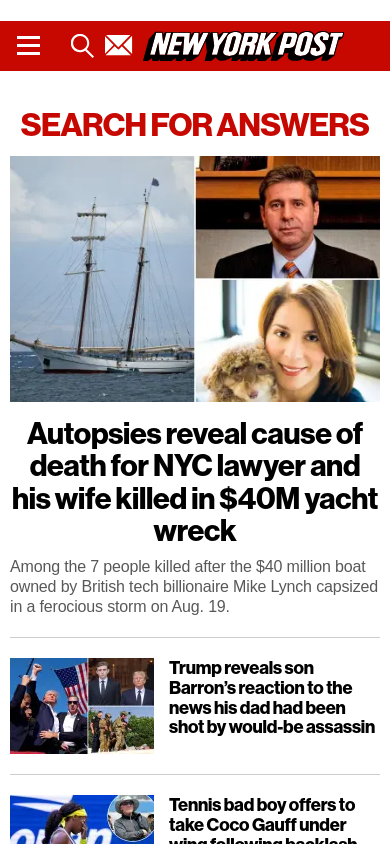 NEW YORK POST
SEARCH FOR ANSWERS
Autopsies reveal cause of
death for NYC lawyer and
his wife killed in $40M yacht
wreck
Among the 7 people killed after the $40 million boat
owned by British tech billionaire Mike Lynch capsized
in a ferocious storm on Aug. 19.
Trump reveals son
Barron’s reaction to the
news his dad had been
shot by would-be assassin
Tennis bad boy offers to
take Coco Gauff under
wing following backlash